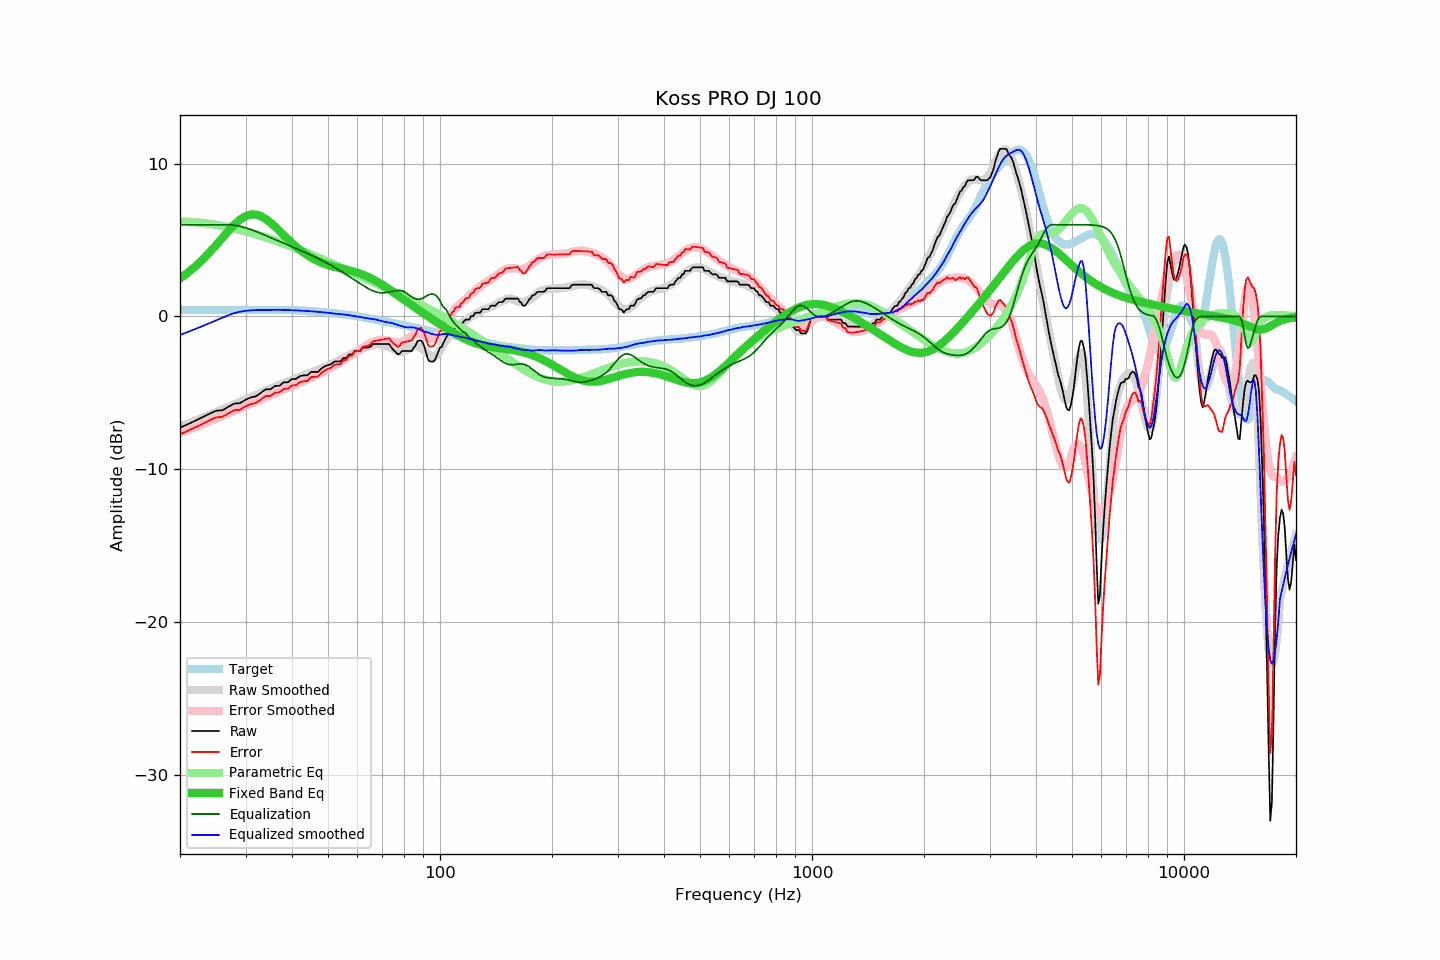 Koss PRO DJ 100
10
0
−10
−20
−30
Amplitude (dBr)
Target
Raw Smoothed
Error Smoothed
Raw
Error
Parametric Eq
Fixed Band Eq
Equalization
Equalized smoothed
100
1000
10000
Frequency (Hz)